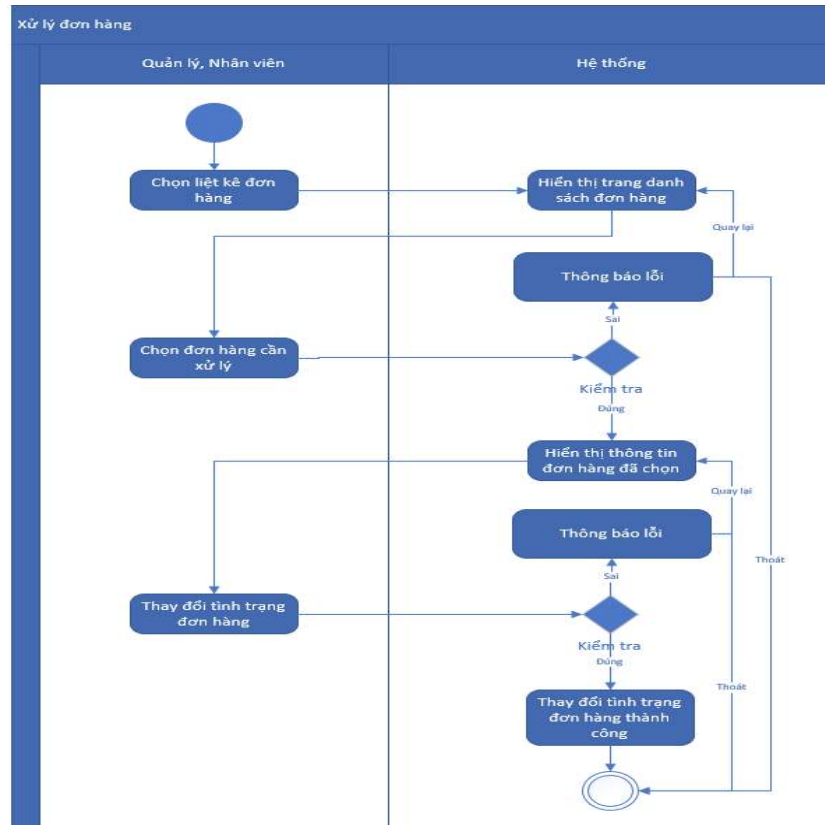 Xử lý đơn hàng
Quản lý, Nhân viên
Hệ thống
Chọn liệt kê đơn
hàng
Hiển thị trang danh
sách đơn hàng
Quay lại
Thông báo lỗi
Sai
Chọn đơn hàng cần
xử lý
Kiểm tra
Đúng
Hiển thị thông tin
đơn hàng đã chọn
Quay lại
Thông báo lỗi
Thoát
Sai
Thay đổi tình trạng
đơn hàng
Kiểm tra
Đúng
Thoát
Thay đổi tình trạng
đơn hàng thành
công